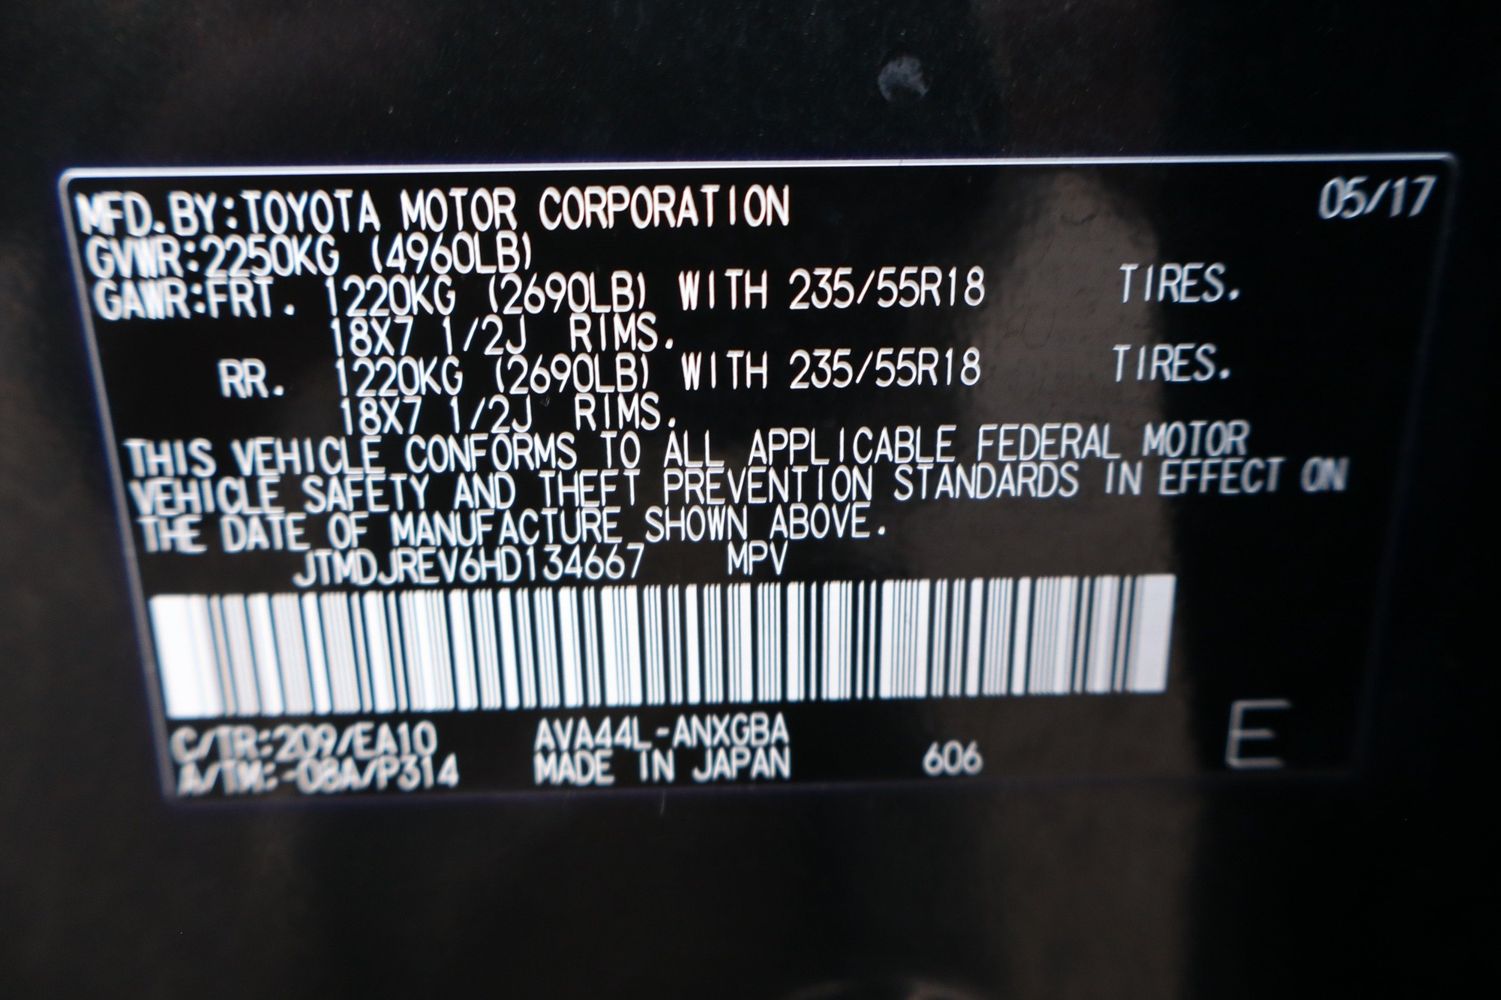 MFD.BY:TOYOTA MOTOR CORPORATION 05/17
GVWR:2250KG (4960LB)
GAWR:FRT. 1220KG (2690LB) WITH 235/55R18 TIRES.
18X7 1/2J RIMS.
RR. 1220KG (2690LB) WITH 235/55R18 TIRES.
18X7 1/2J RIMS.
THIS VEHICLE CONFORMS TO ALL APPLICABLE FEDERAL MOTOR
VEHICLE SAFETY AND THEFT PREVENTION STANDARDS IN EFFECT ON
THE DATE OF MANUFACTURE SHOWN ABOVE.
JTMDJREV6HD134667 MPV
C/TR:209/EA10 AVA44L-ANXGBA
A/TM:-08A/P314 MADE IN JAPAN 606 E